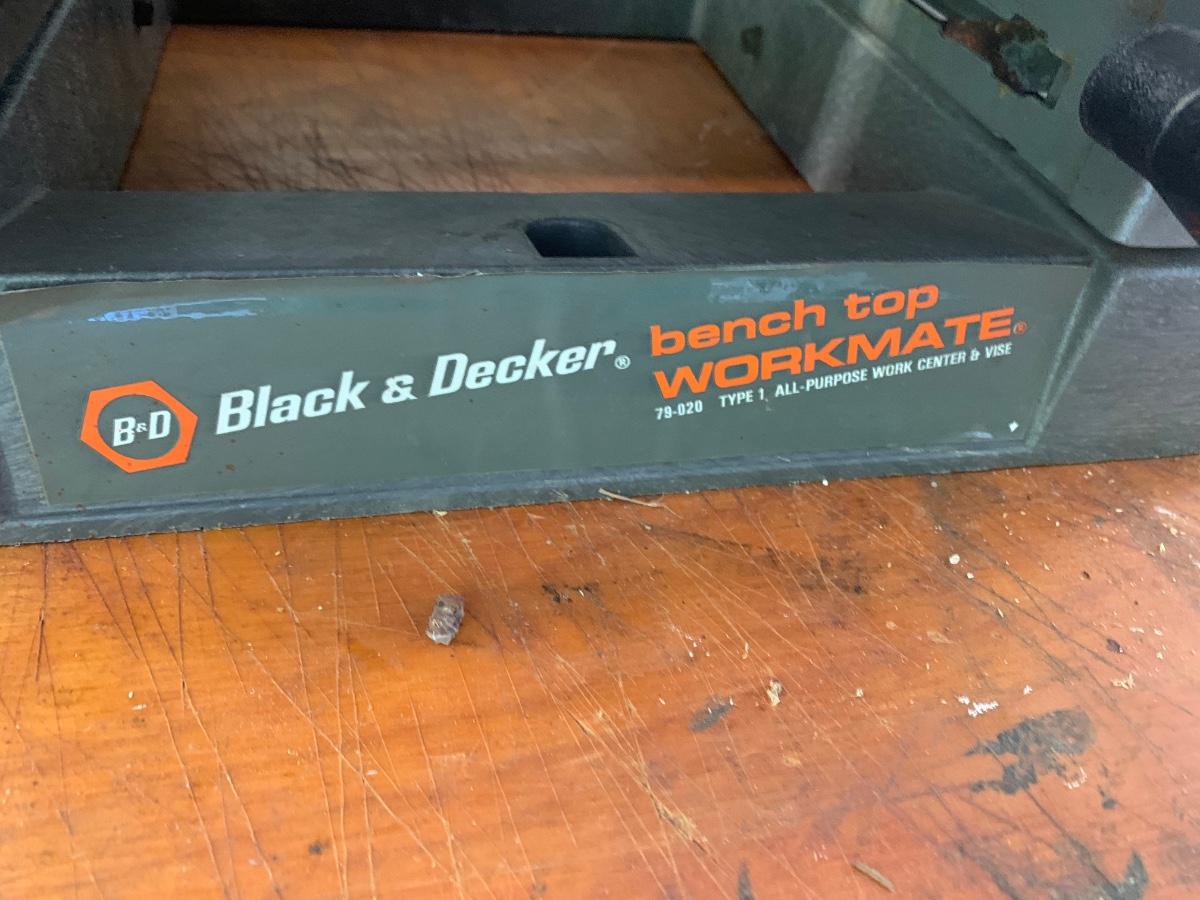 B&D
Black & Decker®
bench top
WORKMATE®
79-020 TYPE 1 ALL-PURPOSE WORK CENTER & VISE